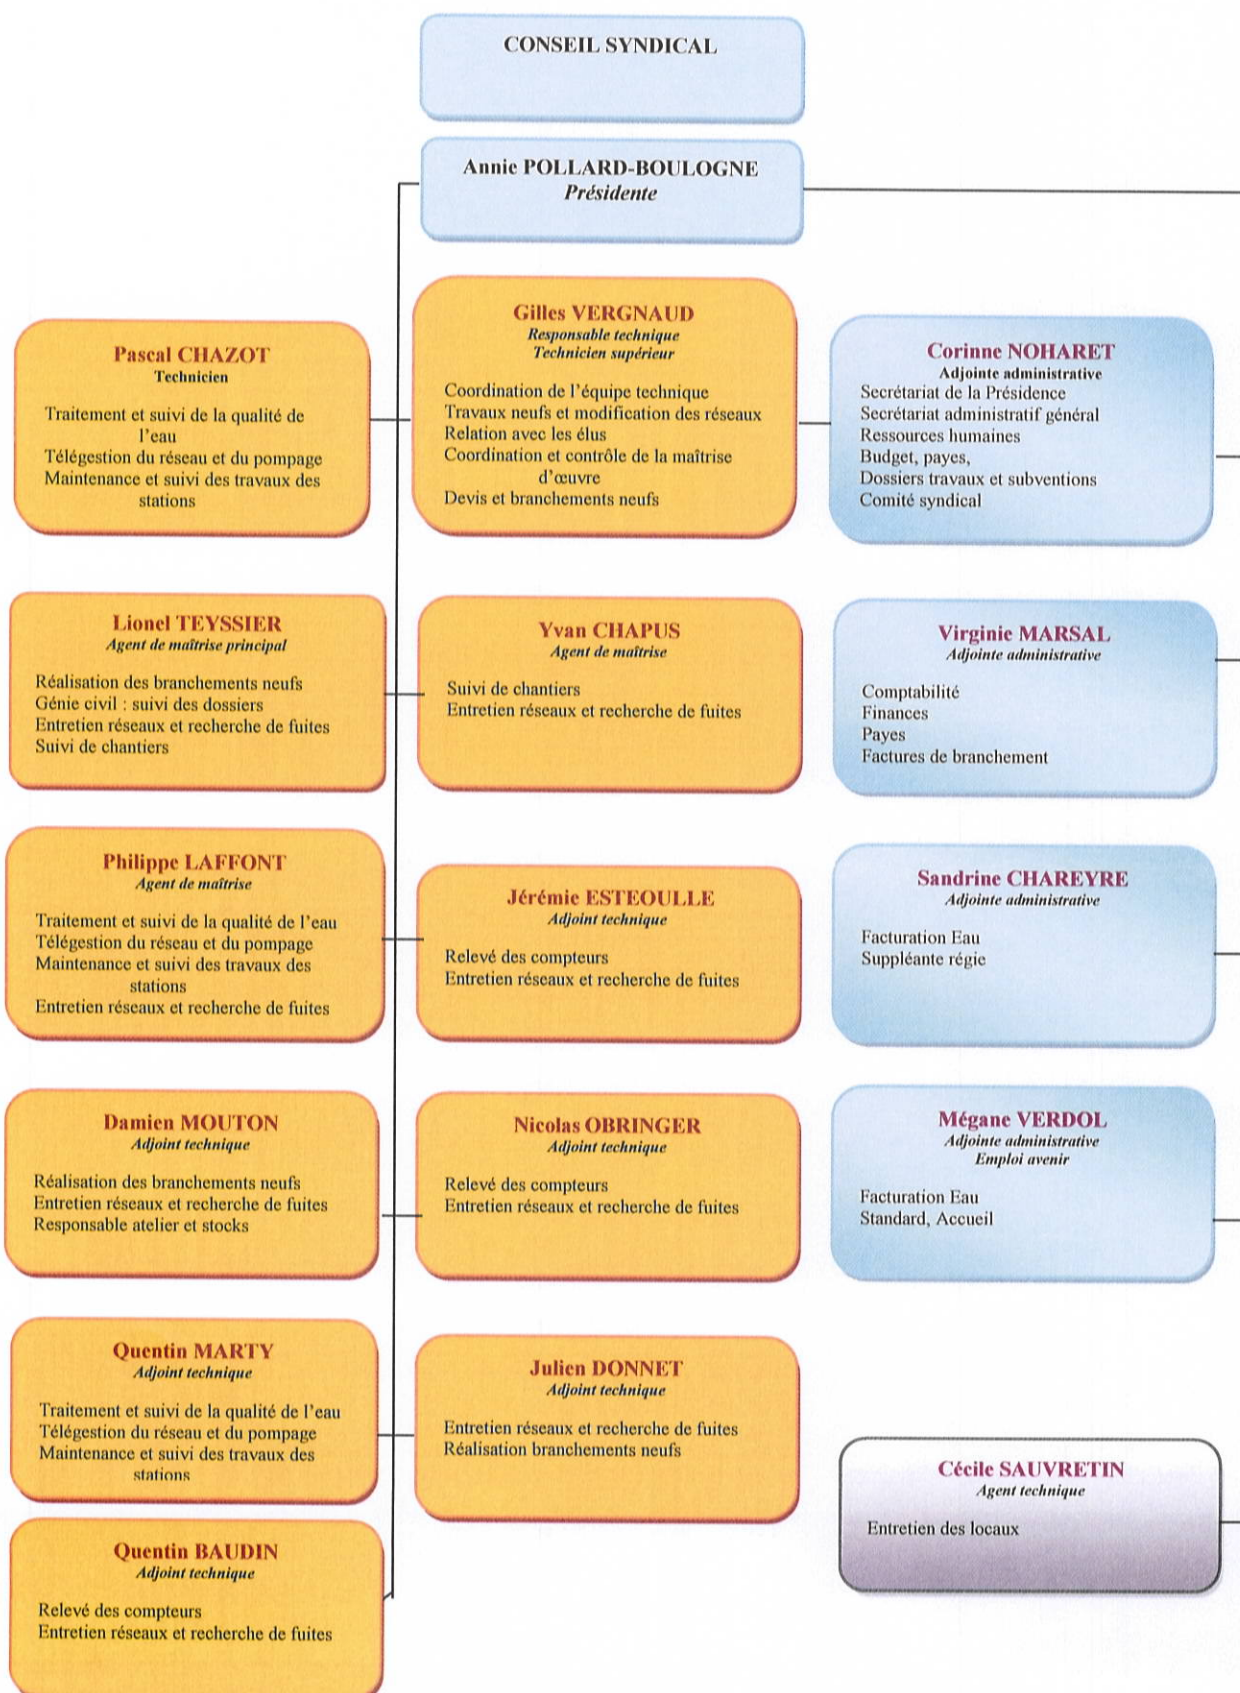 CONSEIL SYNDICAL
Annie POLLARD-BOULOGNE
Présidente
Gilles VERGNAUD
Responsable technique
Technicien supérieur
Coordination de l'équipe technique
Travaux neufs et modification des réseaux
Relation avec les élus
Coordination et contrôle de la maîtrise
d'œuvre
Devis et branchements neufs
Pascal CHAZOT
Technicien
Traitement et suivi de la qualité de
l'eau
Télégestion du réseau et du pompage
Maintenance et suivi des travaux des
stations
Corinne NOHARET
Adjointe administrative
Secrétariat de la Présidence
Secrétariat administratif général
Ressources humaines
Budget, payes,
Dossiers travaux et subventions
Comité syndical
Lionel TEYSSIER
Agent de maîtrise principal
Réalisation des branchements neufs
Génie civil : suivi des dossiers
Entretien réseaux et recherche de fuites
Suivi de chantiers
Yvan CHAPUS
Agent de maîtrise
Suivi de chantiers
Entretien réseaux et recherche de fuites
Virginie MARSAL
Adjointe administrative
Comptabilité
Finances
Payes
Factures de branchement
Philippe LAFFONT
Agent de maîtrise
Traitement et suivi de la qualité de l'eau
Télégestion du réseau et du pompage
Maintenance et suivi des travaux des
stations
Entretien réseaux et recherche de fuites
Jérémie ESTEOULLE
Adjoint technique
Relevé des compteurs
Entretien réseaux et recherche de fuites
Sandrine CHAREYRE
Adjointe administrative
Facturation Eau
Suppléante régie
Damien MOUTON
Adjoint technique
Réalisation des branchements neufs
Entretien réseaux et recherche de fuites
Responsable atelier et stocks
Nicolas OBRINGER
Adjoint technique
Relevé des compteurs
Entretien réseaux et recherche de fuites
Mégane VERDOL
Adjointe administrative
Emploi avenir
Facturation Eau
Standard, Accueil
Quentin MARTY
Adjoint technique
Traitement et suivi de la qualité de l'eau
Télégestion du réseau et du pompage
Maintenance et suivi des travaux des
stations
Julien DONNET
Adjoint technique
Entretien réseaux et recherche de fuites
Réalisation branchements neufs
Cécile SAUVRETIN
Agent technique
Entretien des locaux
Quentin BAUDIN
Adjoint technique
Relevé des compteurs
Entretien réseaux et recherche de fuites